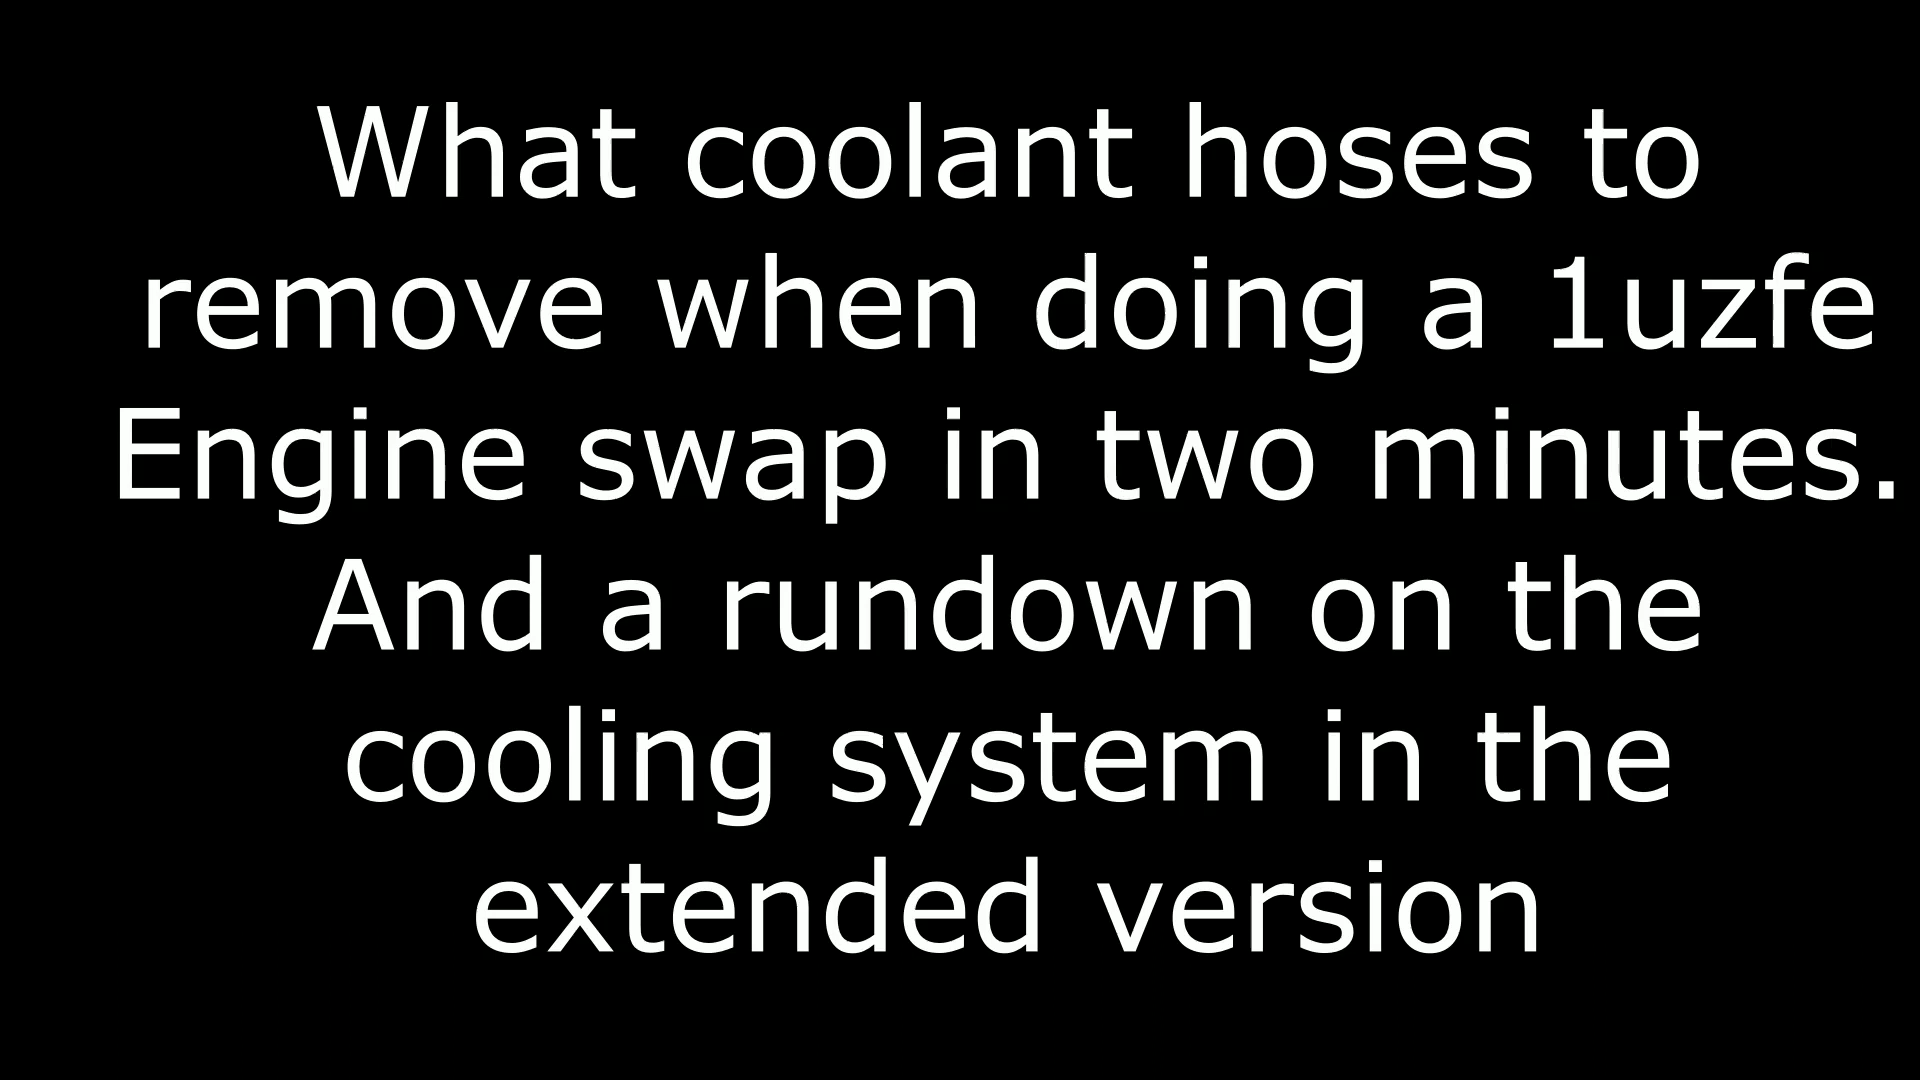 What coolant hoses to
remove when doing a 1uzfe
Engine swap in two minutes.
And a rundown on the
cooling system in the
extended version